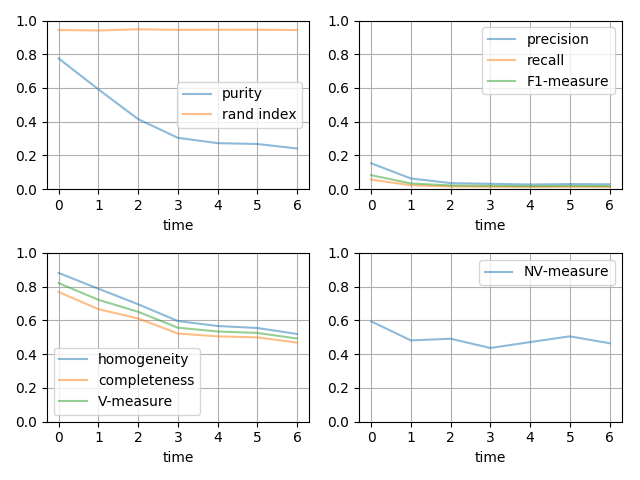 1.0
0.8
0.6
0.4
0.2
0.0
purity
rand index
0 1 2 3 4 5 6
time
1.0
0.8
0.6
0.4
0.2
0.0
precision
recall
F1-measure
0 1 2 3 4 5 6
time
1.0
0.8
0.6
0.4
0.2
0.0
homogeneity
completeness
V-measure
0 1 2 3 4 5 6
time
1.0
0.8
0.6
0.4
0.2
0.0
NV-measure
0 1 2 3 4 5 6
time